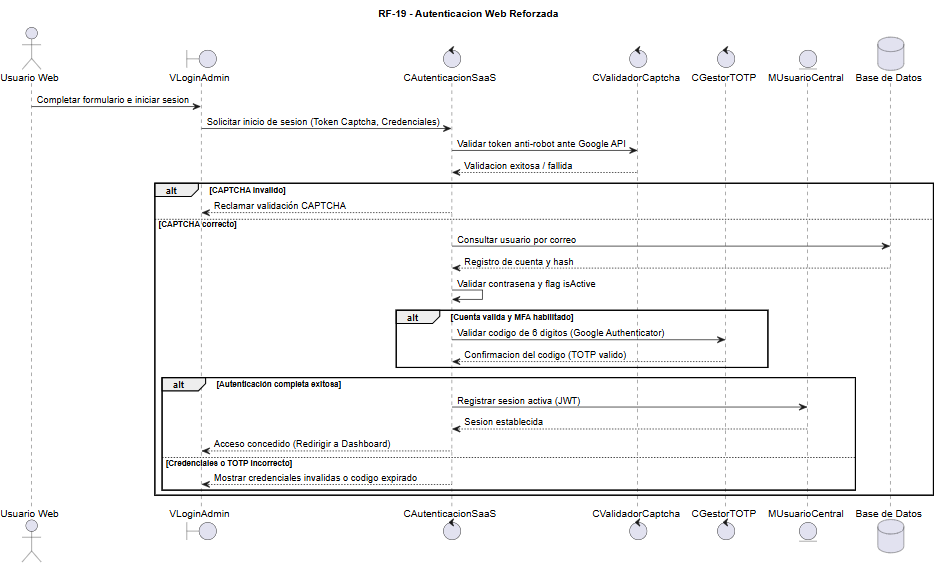 RF-19 - Autenticacion Web Reforzada
Usuario Web
VLoginAdmin
CAutenticacionSaaS
CValidadorCaptcha
CGestorTOTP
MUsuarioCentral
Base de Datos
Completar formulario e iniciar sesion
Solicitar inicio de sesion (Token Captcha, Credenciales)
Validar token anti-robot ante Google API
Validacion exitosa / fallida
alt [CAPTCHA Invalido]
Reclamar validación CAPTCHA
[CAPTCHA correcto]
Consultar usuario por correo
Registro de cuenta y hash
Validar contrasena y flag isActive
alt [Cuenta valida y MFA habilitado]
Validar codigo de 6 digitos (Google Authenticator)
Confirmacion del codigo (TOTP valido)
alt [Autenticación completa exitosa]
Registrar sesion activa (JWT)
Sesion establecida
Acceso concedido (Redirigir a Dashboard)
[Credenciales o TOTP Incorrecto]
Mostrar credenciales invalidas o codigo expirado
Usuario Web
VLoginAdmin
CAutenticacionSaaS
CValidadorCaptcha
CGestorTOTP
MUsuarioCentral
Base de Datos